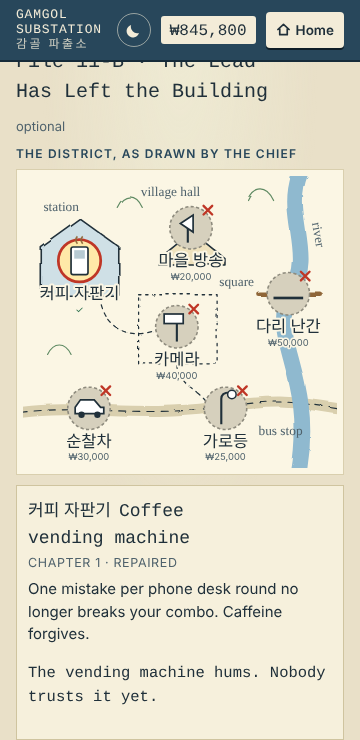 GAMGOL
SUBSTATION
감골 파출소
₩845,800
Home
File 11-B · The Lead
Has Left the Building
optional
THE DISTRICT, AS DRAWN BY THE CHIEF
village hall
station
river
마을 방송
₩20,000
square
커피 자판기
다리 난간
₩50,000
카메라
₩40,000
bus stop
순찰차
₩30,000
가로등
₩25,000
커피 자판기 Coffee
vending machine
CHAPTER 1 · REPAIRED
One mistake per phone desk round no
longer breaks your combo. Caffeine
forgives.
The vending machine hums. Nobody
trusts it yet.